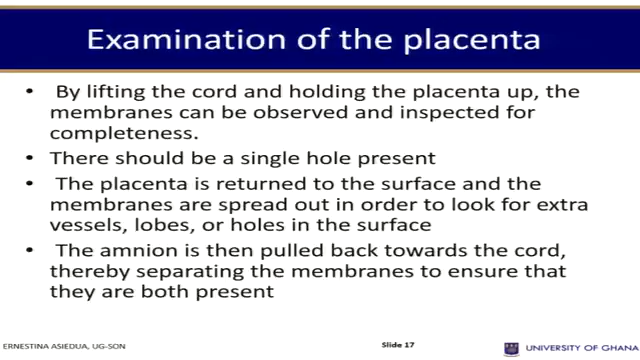 Examination of the placenta
• By lifting the cord and holding the placenta up, the
membranes can be observed and inspected for
completeness.
• There should be a single hole present
• The placenta is returned to the surface and the
membranes are spread out in order to look for extra
vessels, lobes, or holes in the surface
• The amnion is then pulled back towards the cord,
thereby separating the membranes to ensure that
they are both present
ERNESTINA ASIEDUA, UG-SON
Slide 17
UNIVERSITY OF GHANA